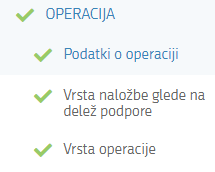 OPERACIJA
Podatki o operaciji
Vrsta naložbe glede na
delež podpore
Vrsta operacije